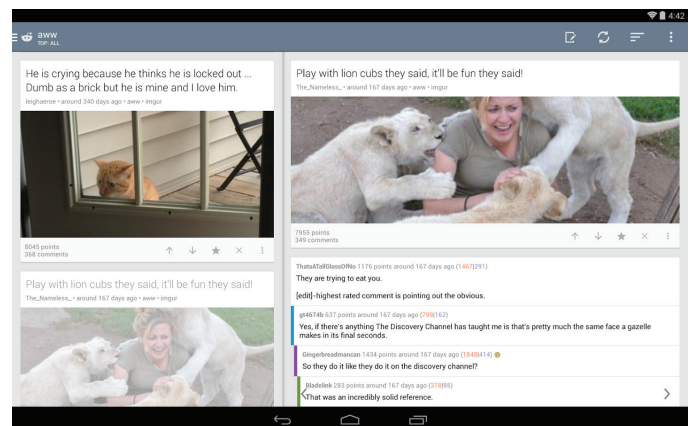 4:42
aww
TOP: ALL
He is crying because he thinks he is locked out ...
Dumb as a brick but he is mine and I love him.
leighaeroe • around 340 days ago • aww • imgur
8045 points
368 comments
Play with lion cubs they said, it'll be fun they said!
The_Nameless_ • around 167 days ago • aww • imgur
Play with lion cubs they said, it'll be fun they said!
The_Nameless_ • around 167 days ago • aww • imgur
7955 points
349 comments
ThatsATallGlassOfNo 1176 points around 167 days ago (1467|291)
They are trying to eat you.
[edit]-highest rated comment is pointing out the obvious.
gt4674b 637 points around 167 days ago (799|162)
Yes, if there's anything The Discovery Channel has taught me is that's pretty much the same face a gazelle
makes in its final seconds.
Gingerbreadmancan 1434 points around 167 days ago (1848|414)
So they do it like they do it on the discovery channel?
Bladelink 283 points around 167 days ago (378|95)
That was an incredibly solid reference.